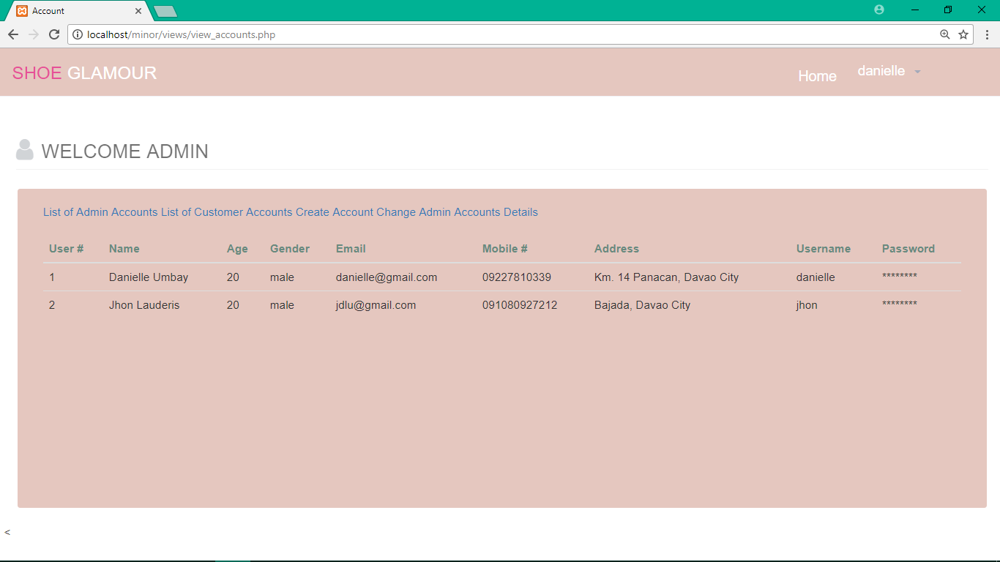 Account
localhost/minor/views/view_accounts.php
SHOE GLAMOUR
Home danielle
WELCOME ADMIN
List of Admin Accounts List of Customer Accounts Create Account Change Admin Accounts Details
User # Name Age Gender Email Mobile # Address Username Password
1 Danielle Umbay 20 male danielle@gmail.com 09227810339 Km. 14 Panacan, Davao City danielle ********
2 Jhon Lauderis 20 male jdlu@gmail.com 091080927212 Bajada, Davao City jhon ********
<